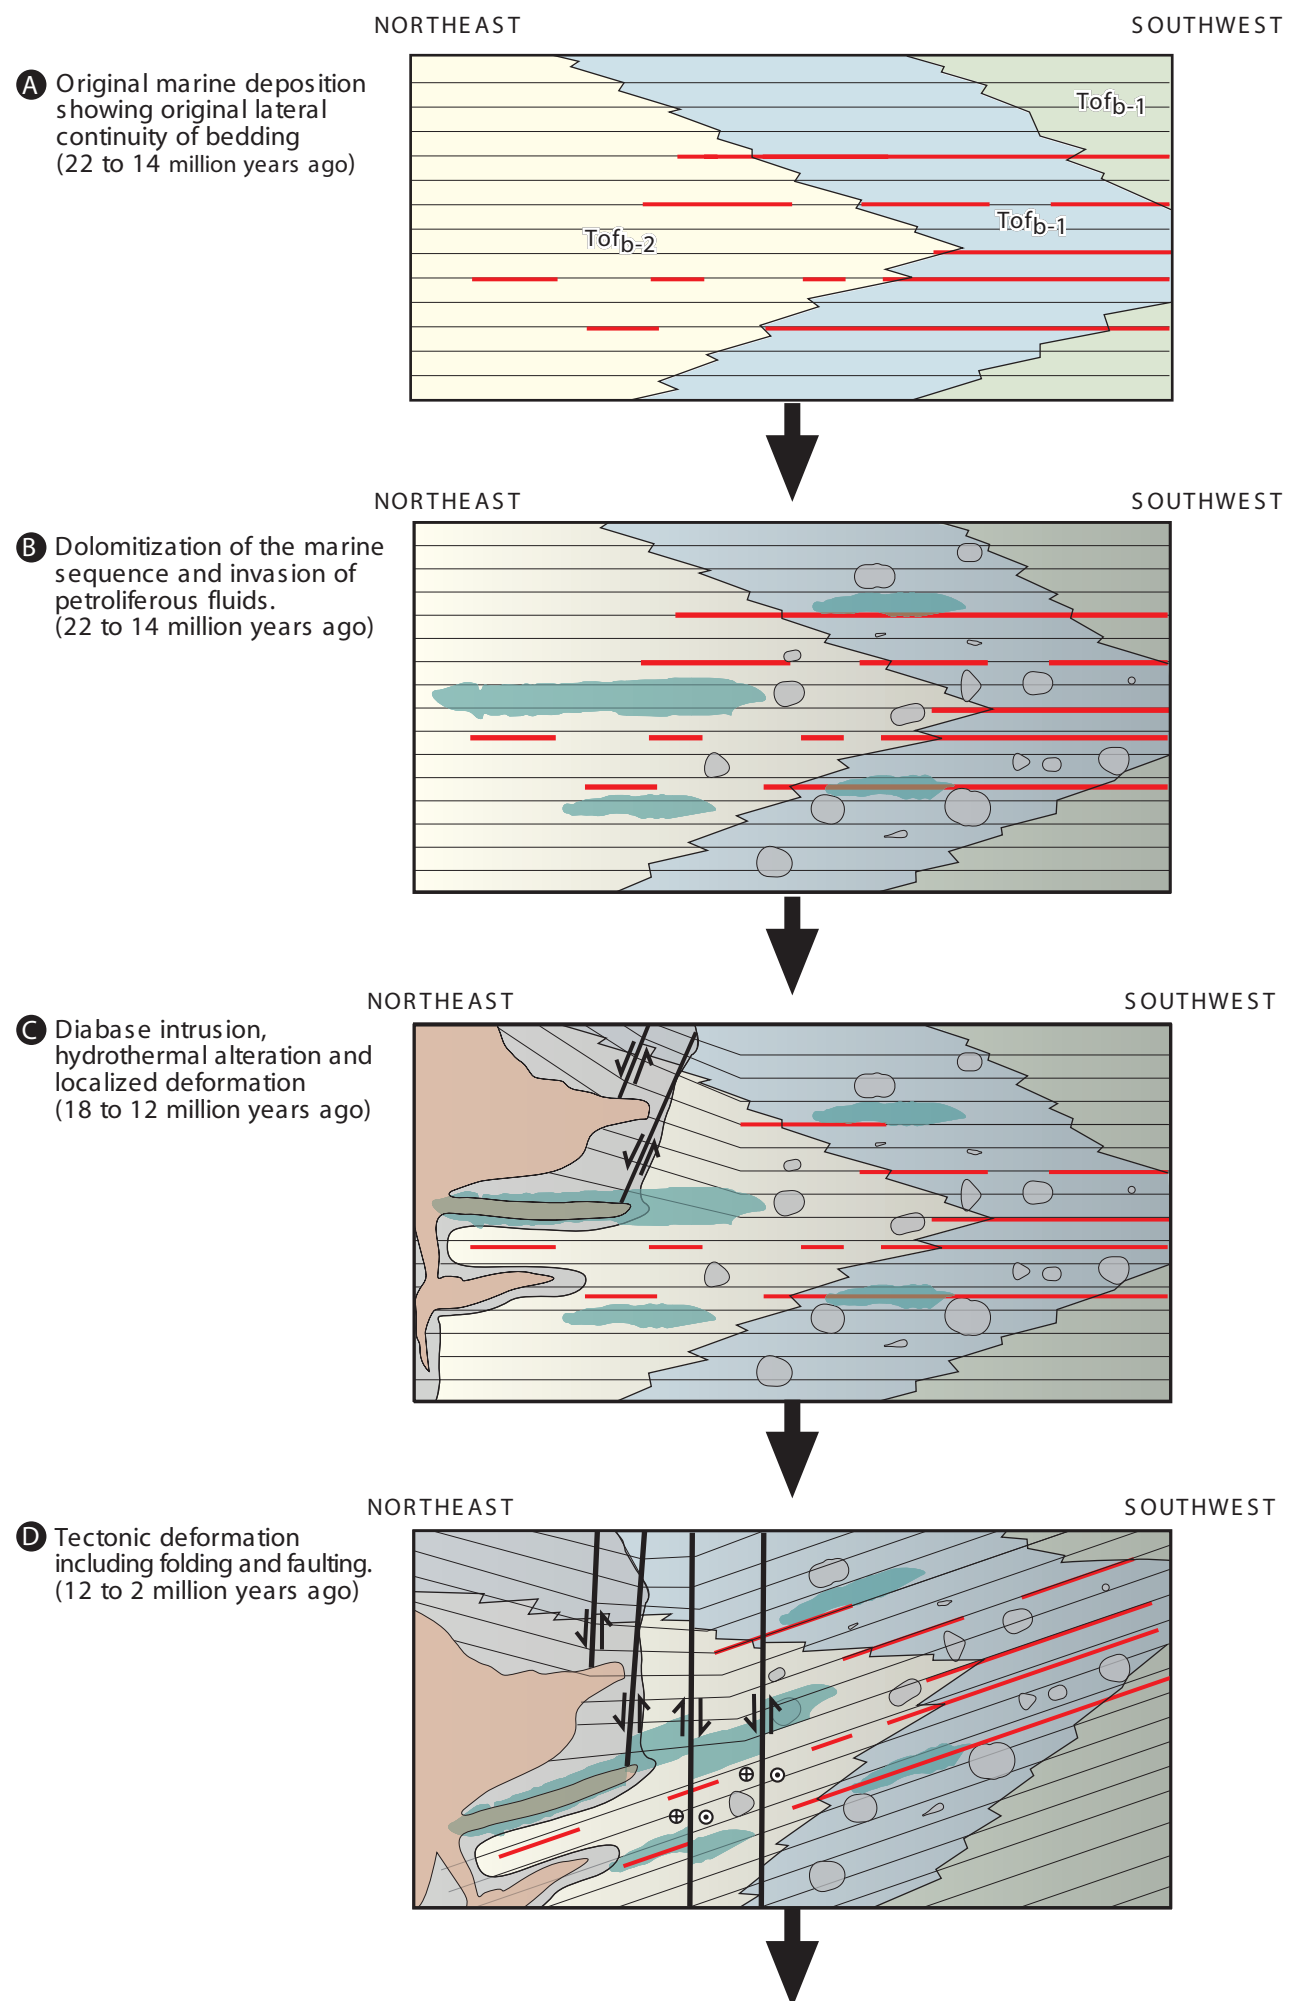 NORTHEAST SOUTHWEST
A Original marine deposition
showing original lateral
continuity of bedding
(22 to 14 million years ago)
Tofb-1
Tofb-1
Tofb-2
NORTHEAST SOUTHWEST
B Dolomitization of the marine
sequence and invasion of
petroliferous fluids.
(22 to 14 million years ago)
NORTHEAST SOUTHWEST
C Diabase intrusion,
hydrothermal alteration and
localized deformation
(18 to 12 million years ago)
NORTHEAST SOUTHWEST
D Tectonic deformation
including folding and faulting.
(12 to 2 million years ago)